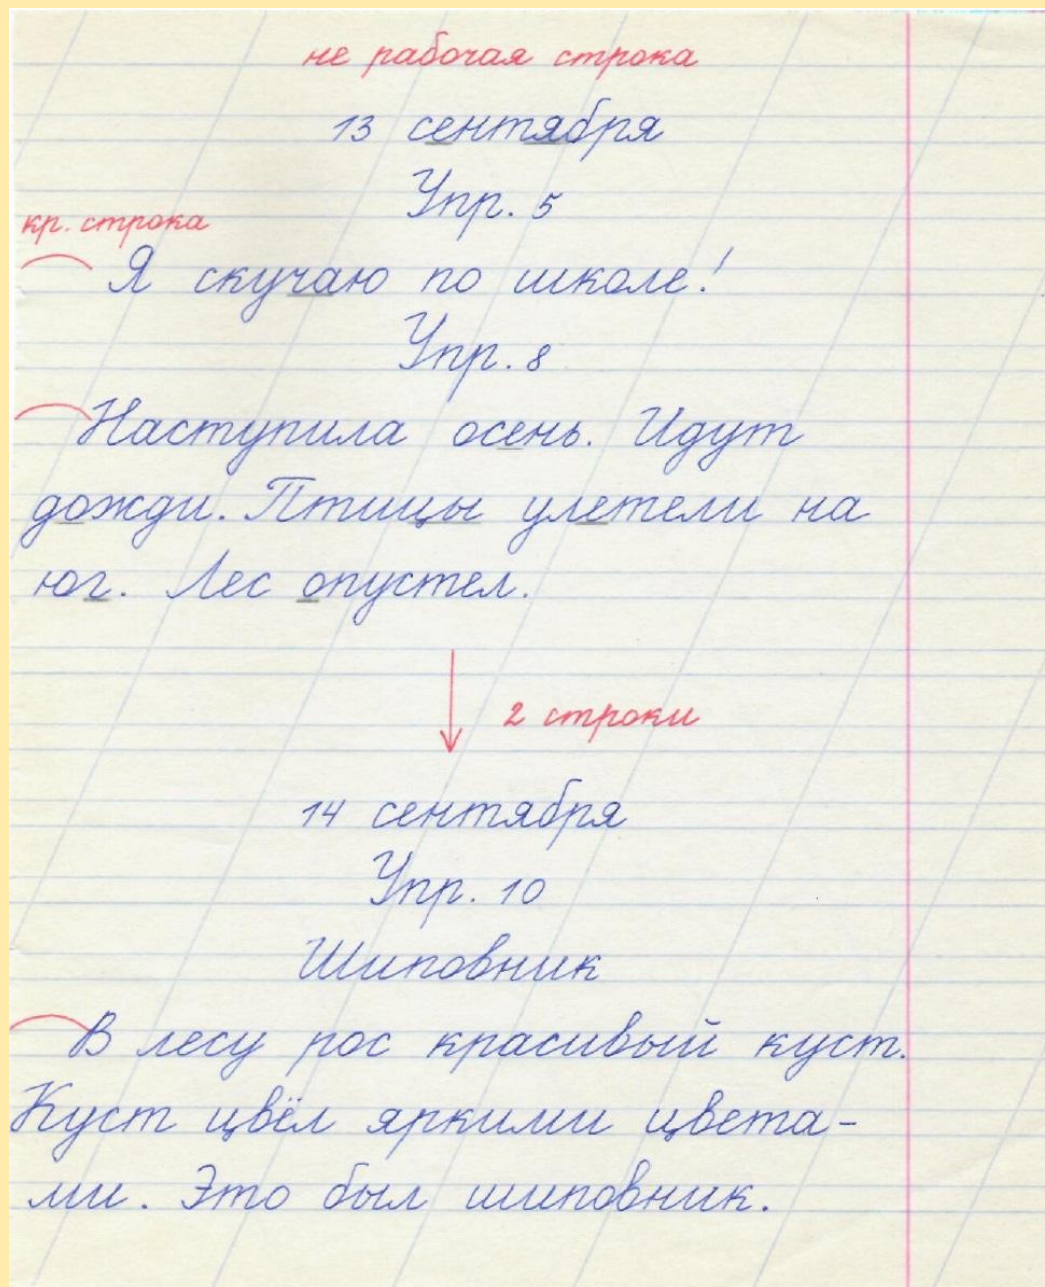 не рабочая строка
13 сентября
Упр. 5
кр. строка
Я скучаю по школе!
Упр. 8
Наступила осень. Идут
дожди. Птицы улетели на
юг. Лес опустел.
2 строки
14 сентября
Упр. 10
Шиповник
В лесу рос красивый куст.
Куст цвёл яркими цвета-
ми. Это был шиповник.